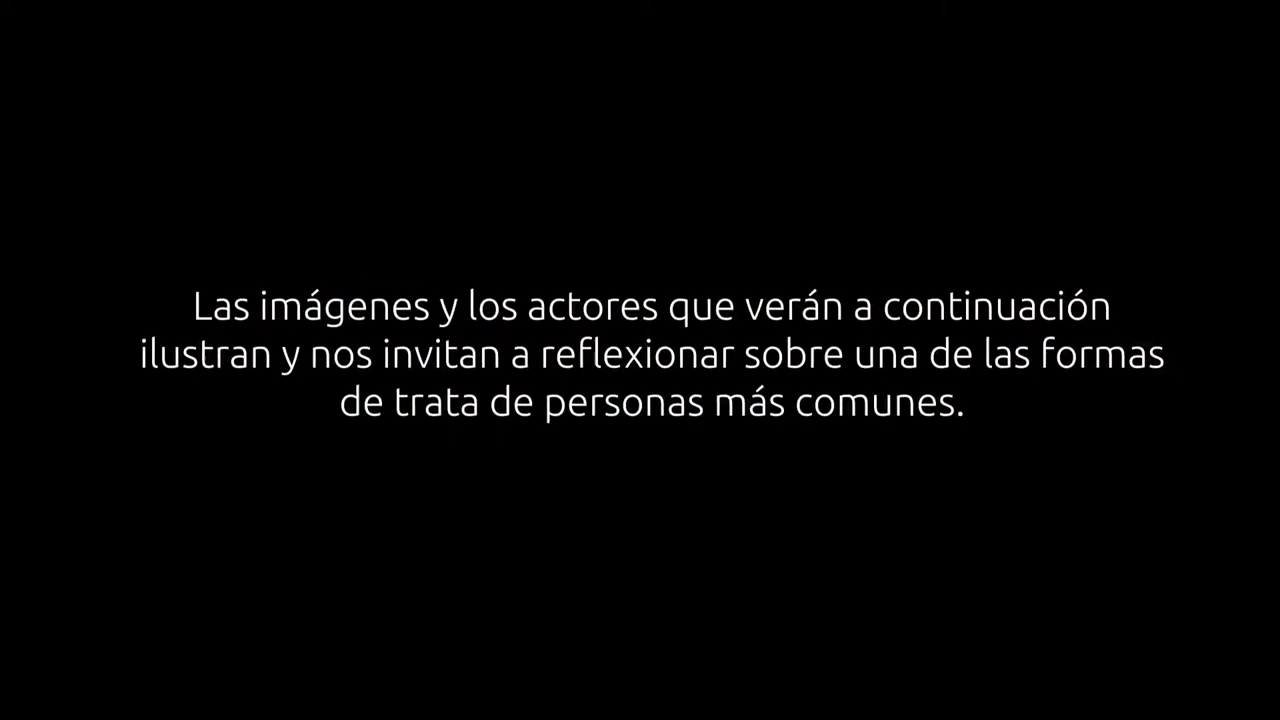 Las imágenes y los actores que verán a continuación
ilustran y nos invitan a reflexionar sobre una de las formas
de trata de personas más comunes.